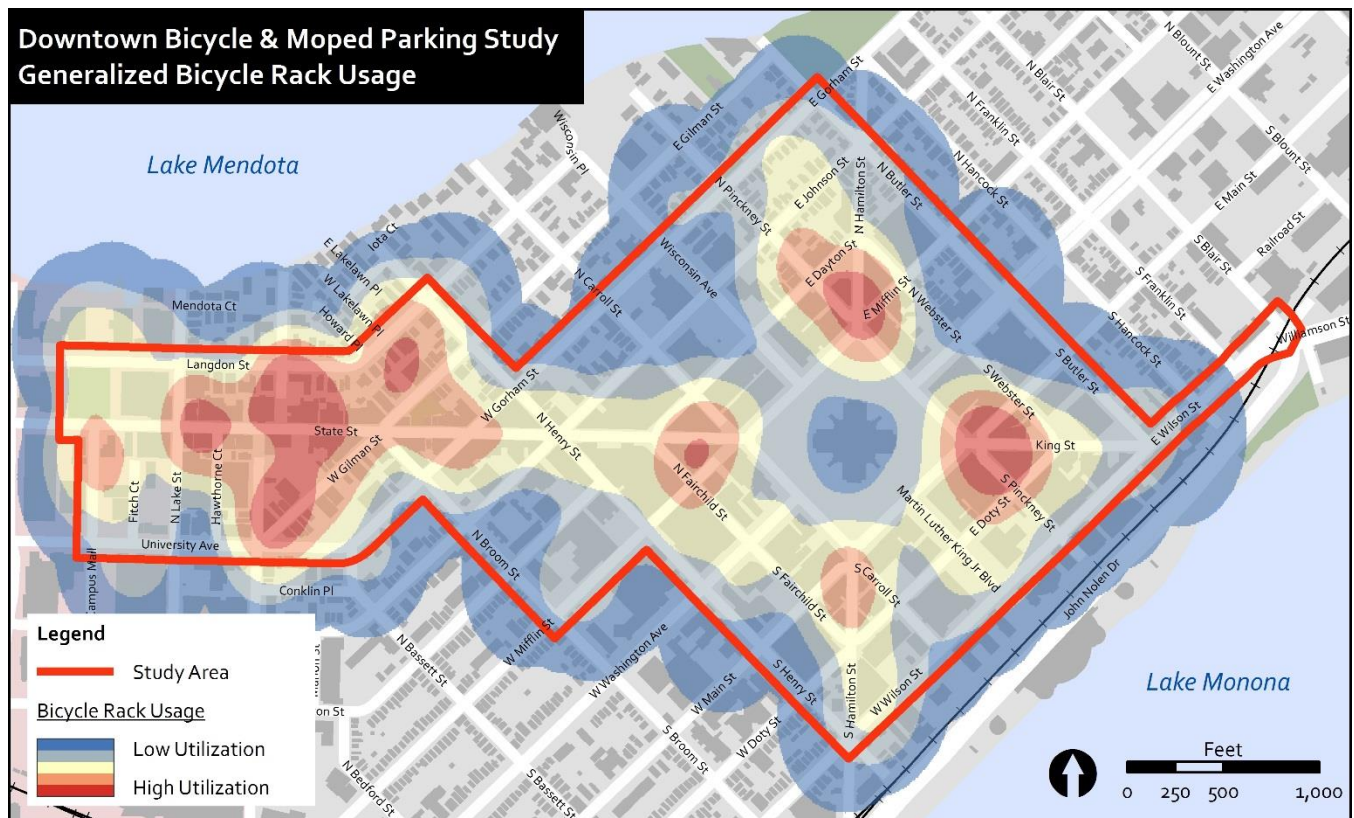 Downtown Bicycle & Moped Parking Study
Generalized Bicycle Rack Usage
Lake Mendota
Lake Monona
N Blount St
E Washington Ave
N Blair St
E Gorham St
N Franklin St
S Blount St
E Gilman St
Wisconsin Pl
N Hancock St
E Main St
E Johnson St
N Hamilton St
N Butler St
N Pinckney St
Railroad St
S Blair St
Iota Ct
E Lakelawn Pl
W Lakelawn Pl
Howard Pl
Wisconsin Ave
E Dayton St
N Carroll St
E Mifflin St
N Webster St
S Franklin St
Mendota Ct
S Hancock St
Williamson St
Langdon St
S Butler St
S Webster St
W Gorham St
N Henry St
State St
W Gilman St
King St
E Wilson St
N Fairchild St
S Pinckney St
E Doty St
Martin Luther King Jr Blvd
Fitch Ct
N Lake St
Hawthorne Ct
University Ave
N Broom St
S Fairchild St
S Carroll St
John Nolen Dr
Campus Mall
Conklin Pl
W Mifflin St
W Washington Ave
N Bassett St
S Henry St
W Main St
S Hamilton St
W Wilson St
W Doty St
S Broom St
N Bedford St
S Bassett St
Legend
Study Area
Bicycle Rack Usage
Low Utilization
High Utilization
Feet
0 250 500 1,000